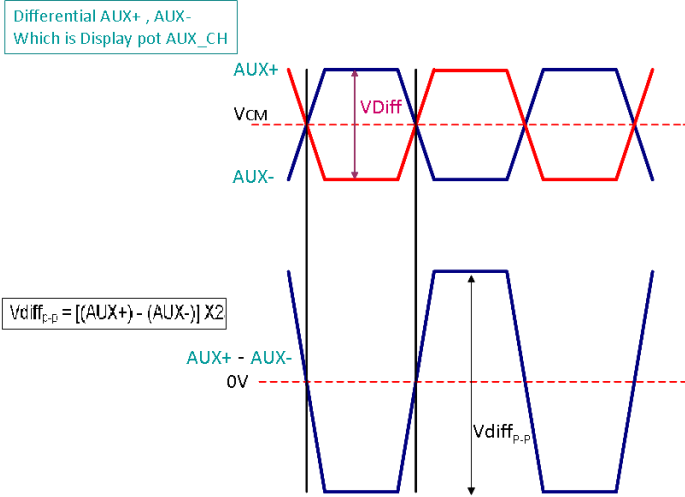 Differential AUX+ , AUX-
Which is Display pot AUX_CH
AUX+
VCM
VDiff
AUX-
Vdiffp-p = [(AUX+) - (AUX-)] X2
AUX+ - AUX-
0V
VdiffP-P